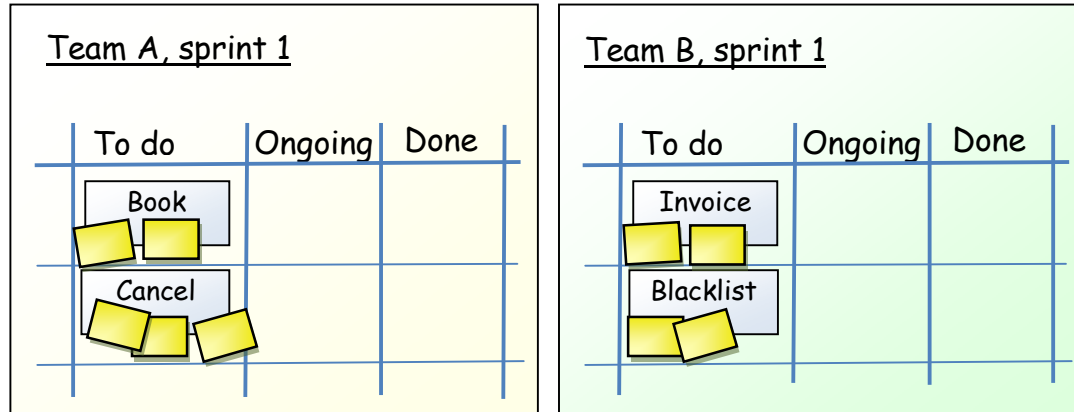 Team A, sprint 1
To do Ongoing Done
Book
Cancel
Team B, sprint 1
To do Ongoing Done
Invoice
Blacklist